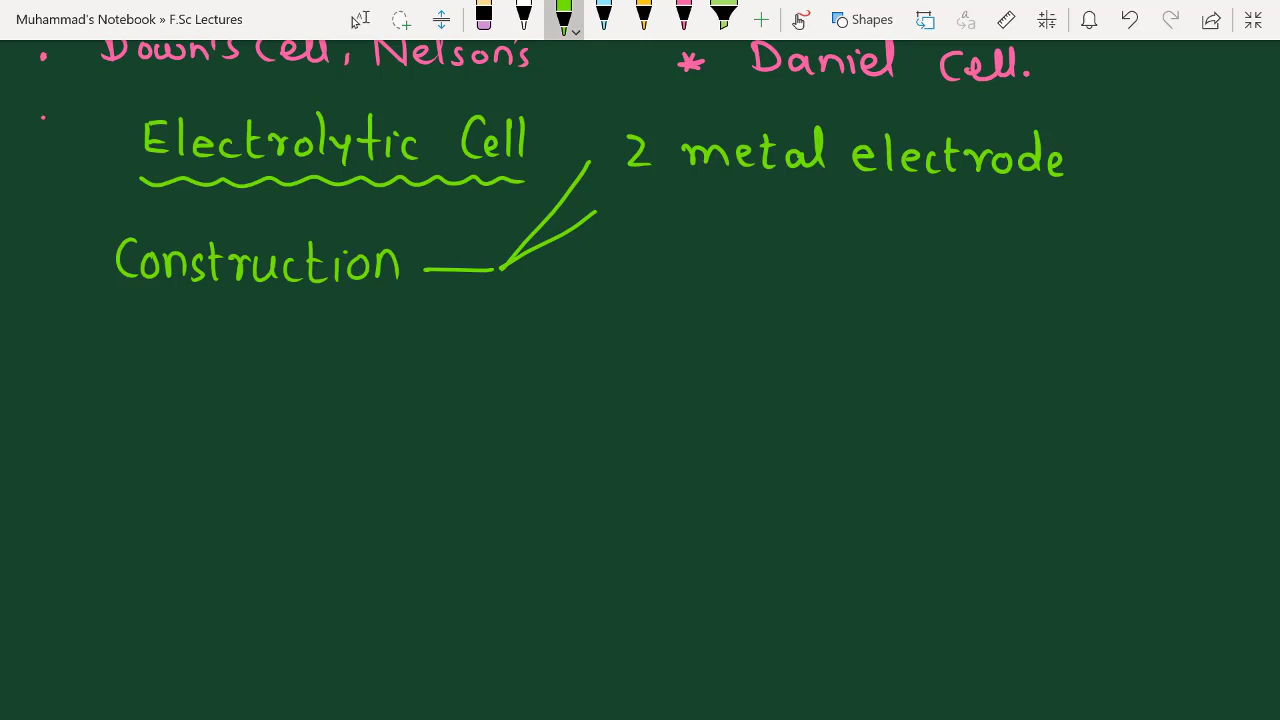 Muhammad's Notebook » F.Sc Lectures
Shapes
Down's Cell, Nelson's
* Daniel Cell.
Electrolytic Cell
2 metal electrode
Construction